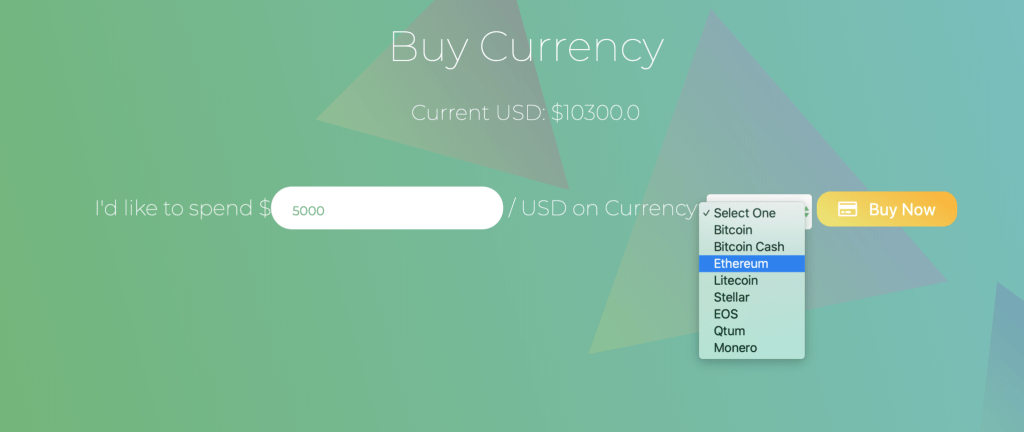 Buy Currency
Current USD: $10300.0
I'd like to spend $ 5000 / USD on Currency Buy Now
✓ Select One
Bitcoin
Bitcoin Cash
Ethereum
Litecoin
Stellar
EOS
Qtum
Monero